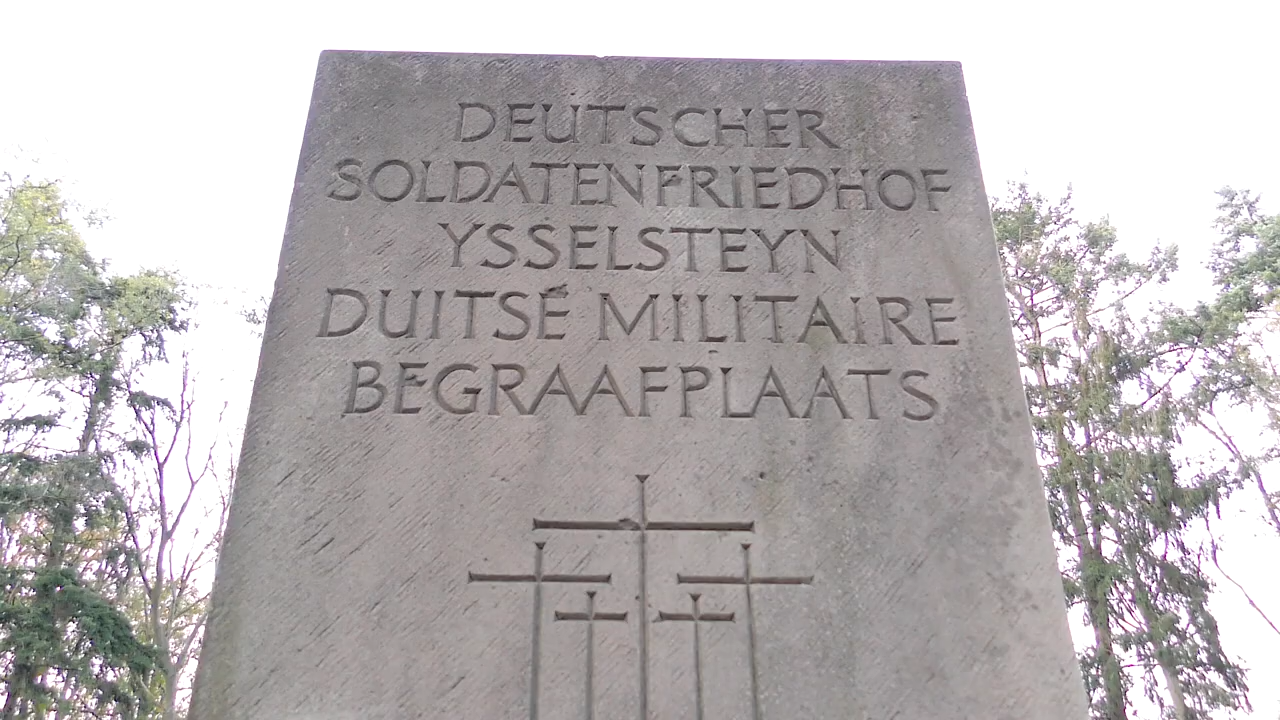 DEUTSCHER
SOLDATENFRIEDHOF
YSSELSTEYN
DUITSE MILITAIRE
BEGRAAFPLAATS